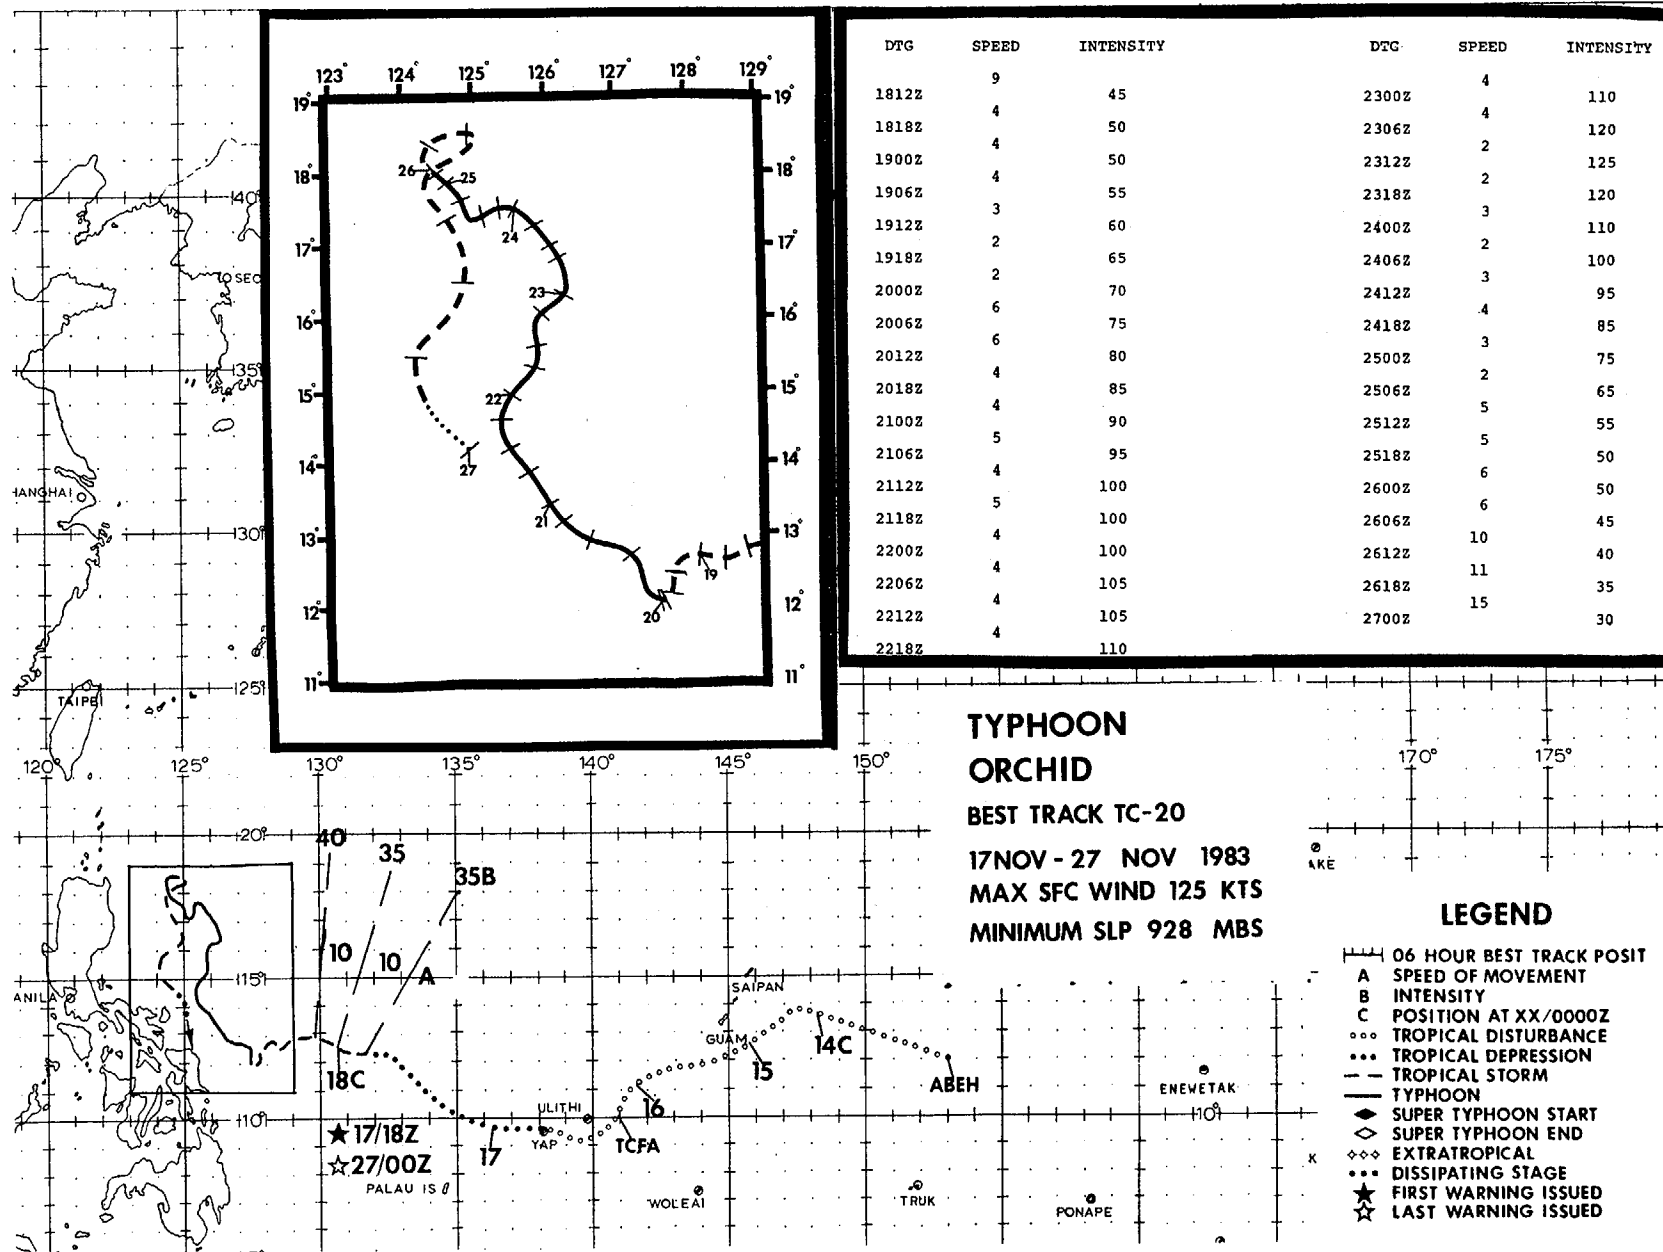 123° 124° 125° 126° 127° 128° 129°
19° 19°
18° 18°
17° 17°
16° 16°
15° 15°
14° 14°
13° 13°
12° 12°
11° 11°
26
25
24
23
22
27
21
19
20
DTG SPEED INTENSITY
9
1812Z 45
4
1818Z 50
4
1900Z 50
4
1906Z 55
3
1912Z 60
2
1918Z 65
2
2000Z 70
6
2006Z 75
6
2012Z 80
4
2018Z 85
4
2100Z 90
5
2106Z 95
4
2112Z 100
5
2118Z 100
4
2200Z 100
4
2206Z 105
4
2212Z 105
4
2218Z 110
DTG SPEED INTENSITY
4
2300Z 110
4
2306Z 120
2
2312Z 125
2
2318Z 120
3
2400Z 110
2
2406Z 100
3
2412Z 95
4
2418Z 85
3
2500Z 75
2
2506Z 65
5
2512Z 55
5
2518Z 50
6
2600Z 50
6
2606Z 45
10
2612Z 40
11
2618Z 35
15
2700Z 30
40°
SEO
35°
HANGHAI
30°
25°
TAIPEI
120° 125° 130° 135° 140° 145° 150° 170° 175°
20°
15°
10°
10°
ANILA
40
35
35B
10
10
A
18C
17/18Z
27/00Z
PALAU IS
17
ULITHI
YAP
TCFA
16
15
14C
ABEH
SAIPAN
GUAM
WOLEAI
TRUK
PONAPE
ENEWETAK
AKE
K
TYPHOON
ORCHID
BEST TRACK TC-20
17NOV - 27 NOV 1983
MAX SFC WIND 125 KTS
MINIMUM SLP 928 MBS
LEGEND
06 HOUR BEST TRACK POSIT
A SPEED OF MOVEMENT
B INTENSITY
C POSITION AT XX/0000Z
TROPICAL DISTURBANCE
TROPICAL DEPRESSION
TROPICAL STORM
TYPHOON
SUPER TYPHOON START
SUPER TYPHOON END
EXTRATROPICAL
DISSIPATING STAGE
FIRST WARNING ISSUED
LAST WARNING ISSUED